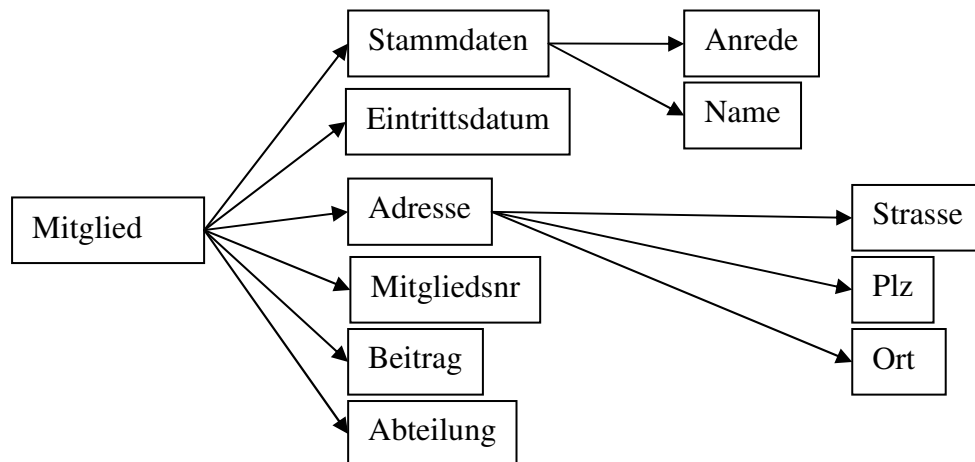 Stammdaten
Anrede
Eintrittsdatum
Name
Mitglied
Adresse
Strasse
Mitgliedsnr
Plz
Beitrag
Ort
Abteilung